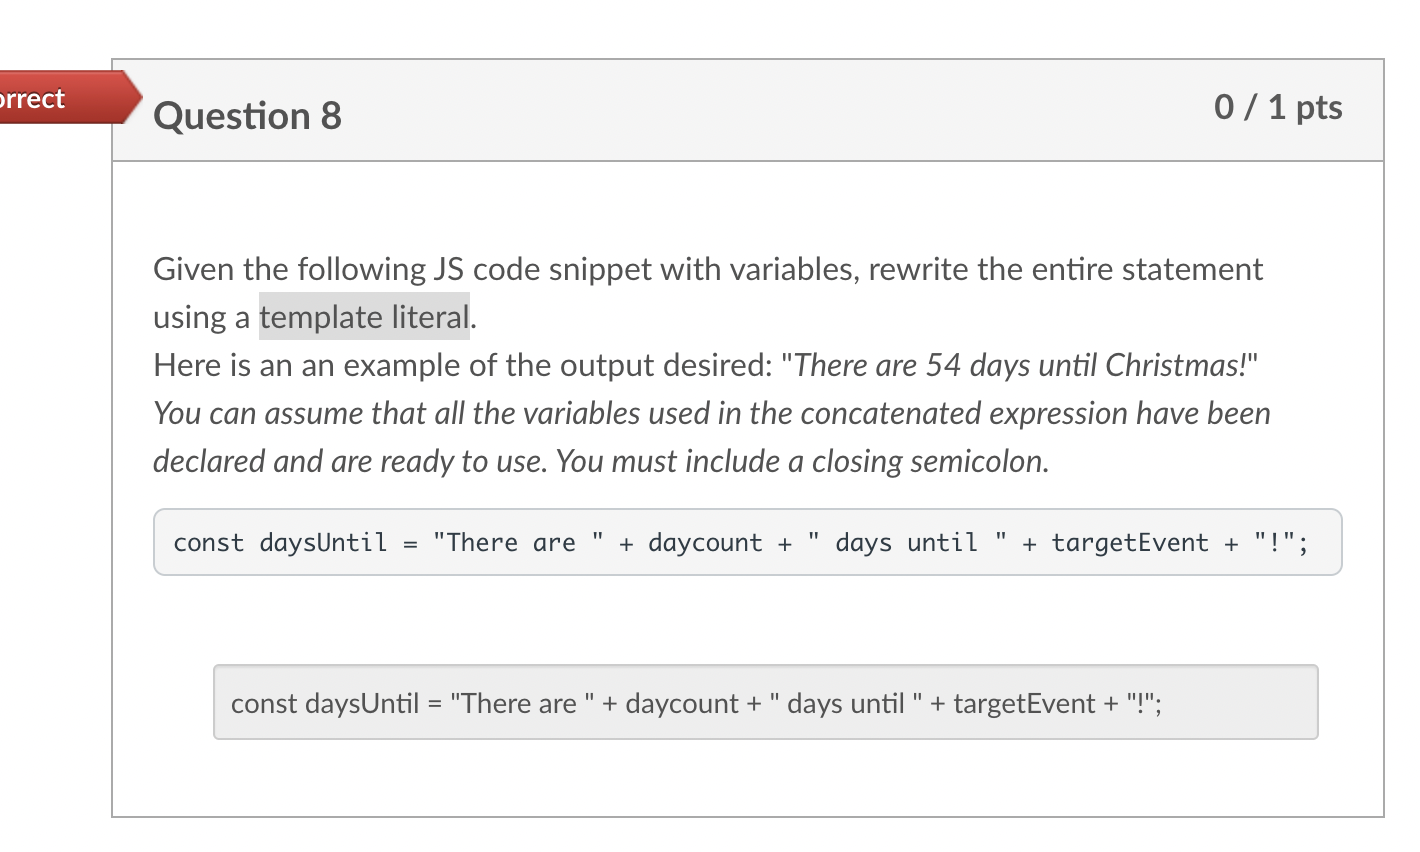 orrect
Question 8
0 / 1 pts
Given the following JS code snippet with variables, rewrite the entire statement
using a template literal.
Here is an an example of the output desired: "There are 54 days until Christmas!"
You can assume that all the variables used in the concatenated expression have been
declared and are ready to use. You must include a closing semicolon.
const daysUntil = "There are " + daycount + " days until " + targetEvent + "!";
const daysUntil = "There are " + daycount + " days until " + targetEvent + "!";